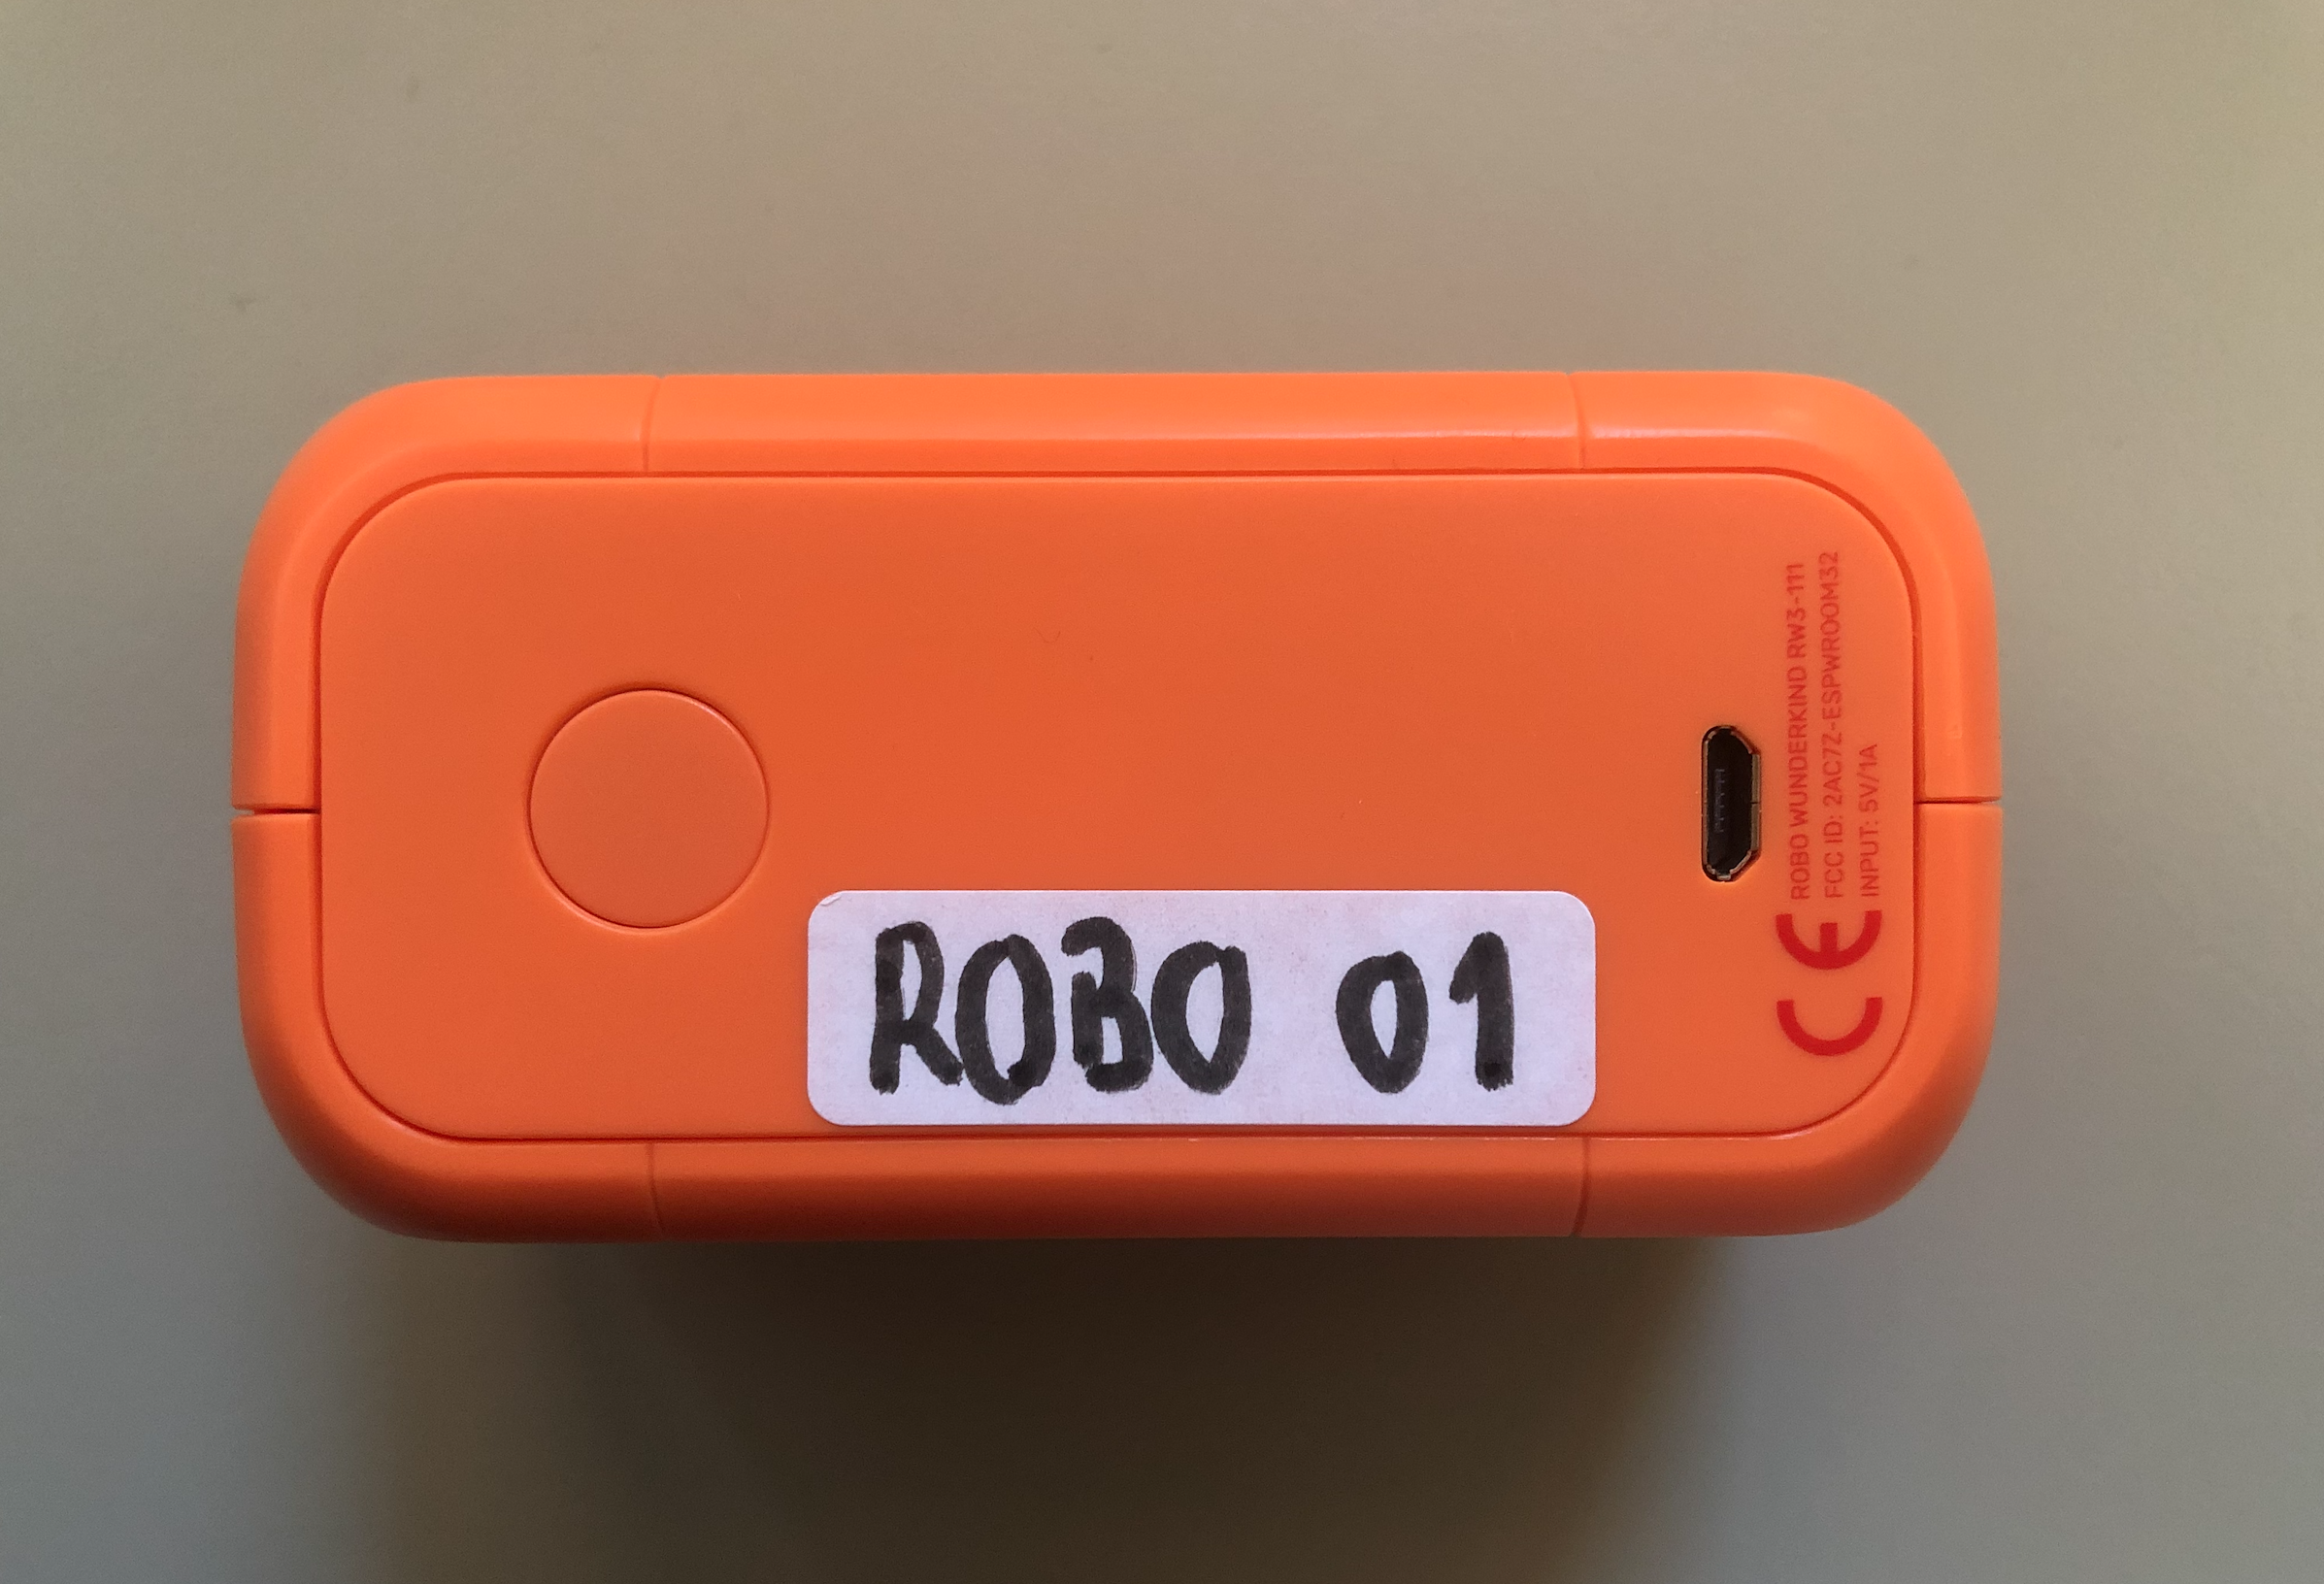 ROBO 01
ROBO WUNDERKIND RW3-111
FCC ID: 2AC7Z-ESPWROOM32
INPUT: 5V/1A
CE